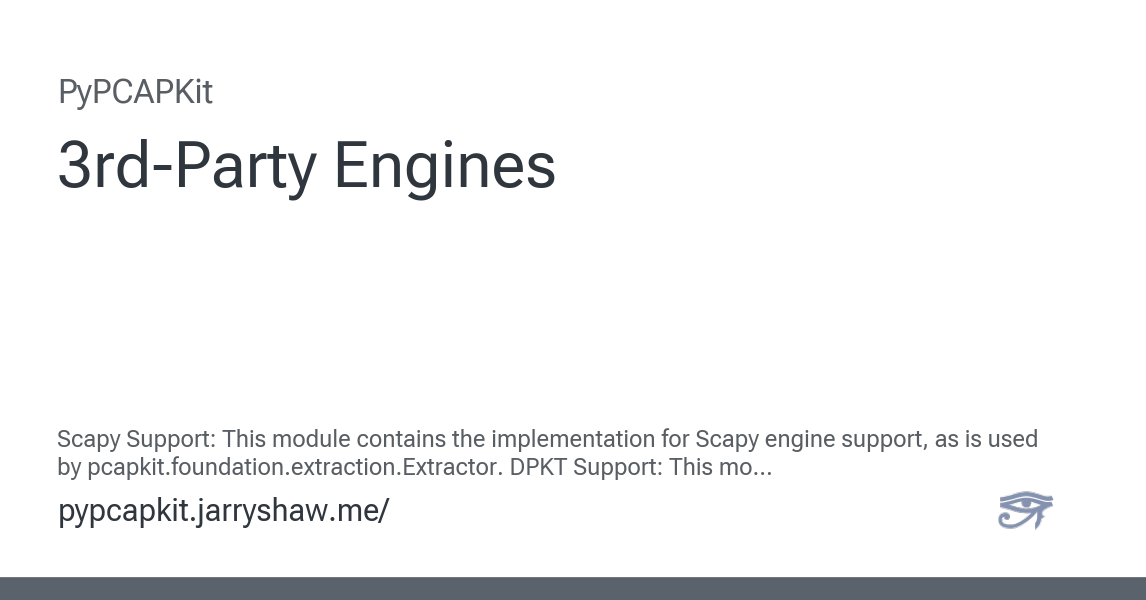 PyPCAPKit
3rd-Party Engines
Scapy Support: This module contains the implementation for Scapy engine support, as is used
by pcapkit.foundation.extraction.Extractor. DPKT Support: This mo...
pypcapkit.jarryshaw.me/